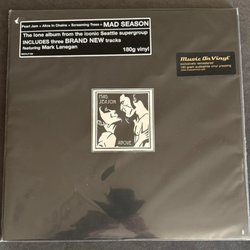 Pearl Jam + Alice In Chains + Screaming Trees = MAD SEASON
The lone album from the iconic Seattle supergroup
INCLUDES three BRAND NEW tracks
featuring Mark Lanegan
180g vinyl
Music On Vinyl
MAD
SEASON
ABOVE